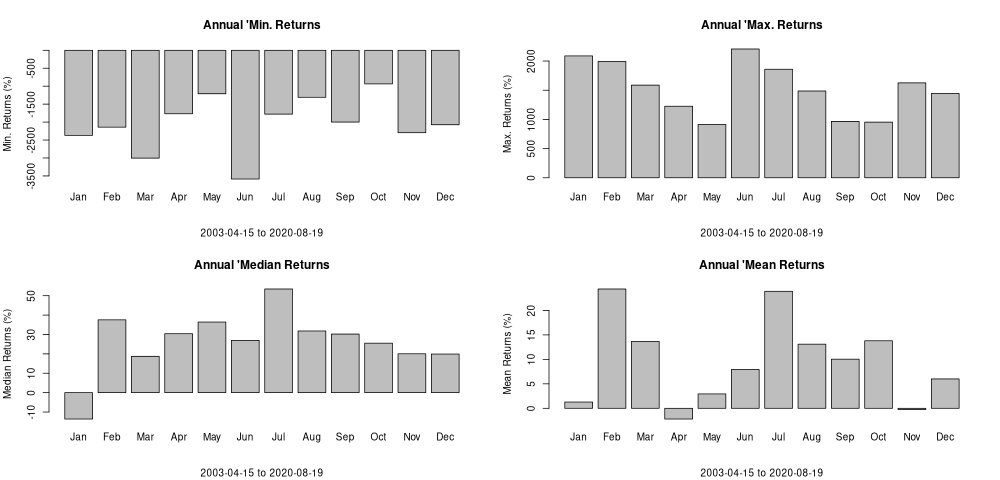 Annual 'Min. Returns
Min. Returns (%)
-500
-1500
-2500
-3500
Jan Feb Mar Apr May Jun Jul Aug Sep Oct Nov Dec
2003-04-15 to 2020-08-19
Annual 'Max. Returns
Max. Returns (%)
2000
1000
500
0
Jan Feb Mar Apr May Jun Jul Aug Sep Oct Nov Dec
2003-04-15 to 2020-08-19
Annual 'Median Returns
Median Returns (%)
50
30
10
0
-10
Jan Feb Mar Apr May Jun Jul Aug Sep Oct Nov Dec
2003-04-15 to 2020-08-19
Annual 'Mean Returns
Mean Returns (%)
20
15
10
5
0
Jan Feb Mar Apr May Jun Jul Aug Sep Oct Nov Dec
2003-04-15 to 2020-08-19